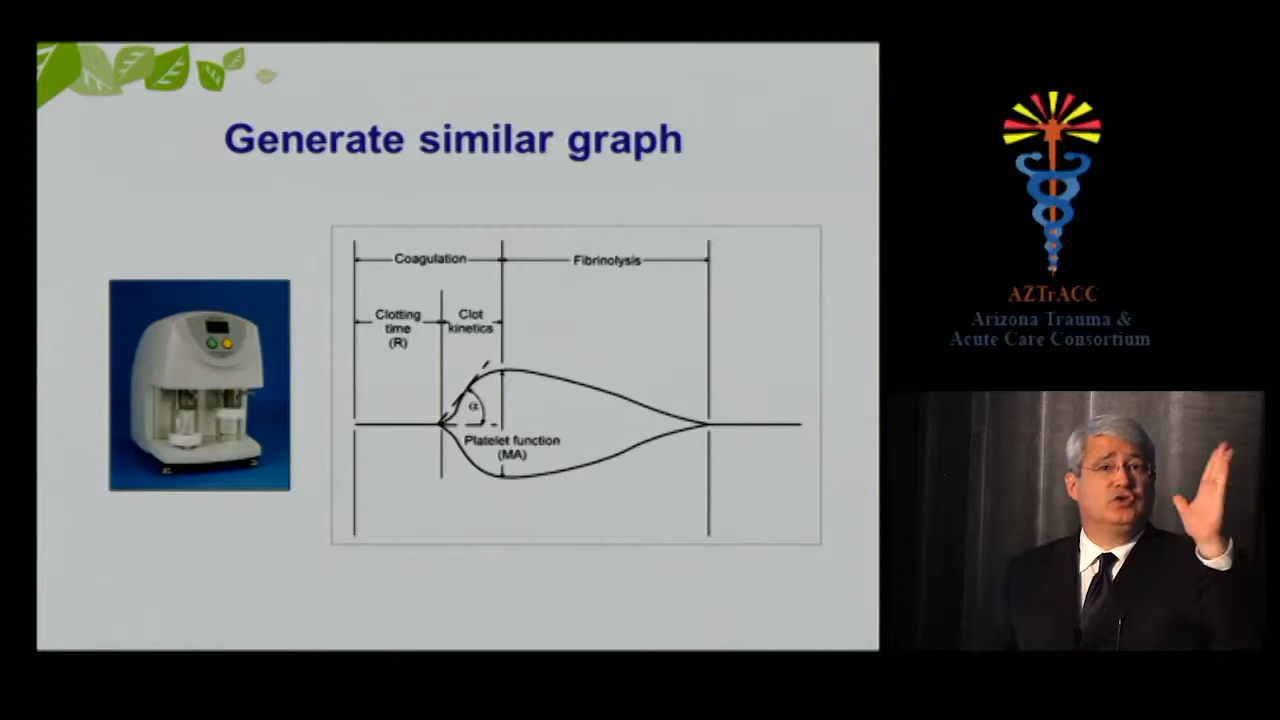 Generate similar graph
Coagulation
Fibrinolysis
Clotting
time
(R)
Clot
kinetics
α
Platelet function
(MA)
AZTrACC
Arizona Trauma &
Acute Care Consortium